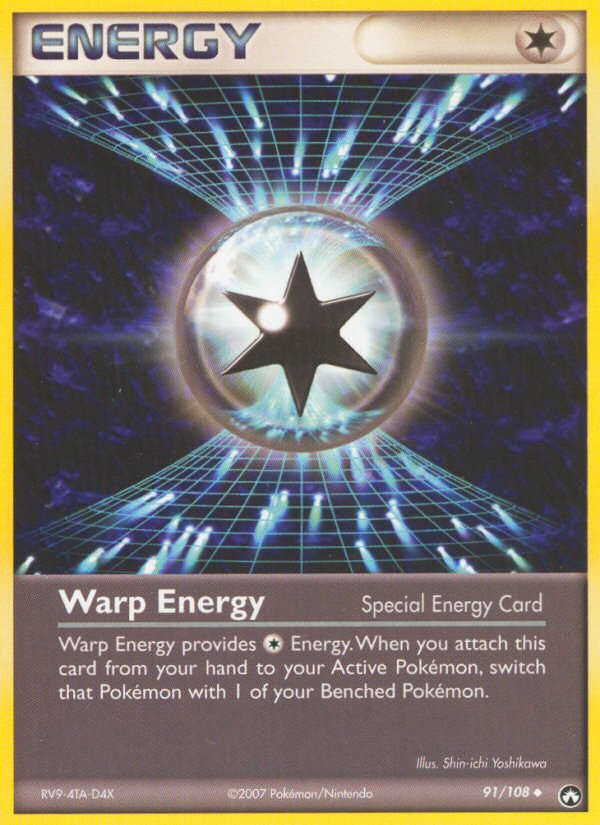 ENERGY
Warp Energy Special Energy Card
Warp Energy provides Energy. When you attach this
card from your hand to your Active Pokémon, switch
that Pokémon with 1 of your Benched Pokémon.
Illus. Shin-ichi Yoshikawa
RV9-4TA-D4X ©2007 Pokémon/Nintendo 91/108